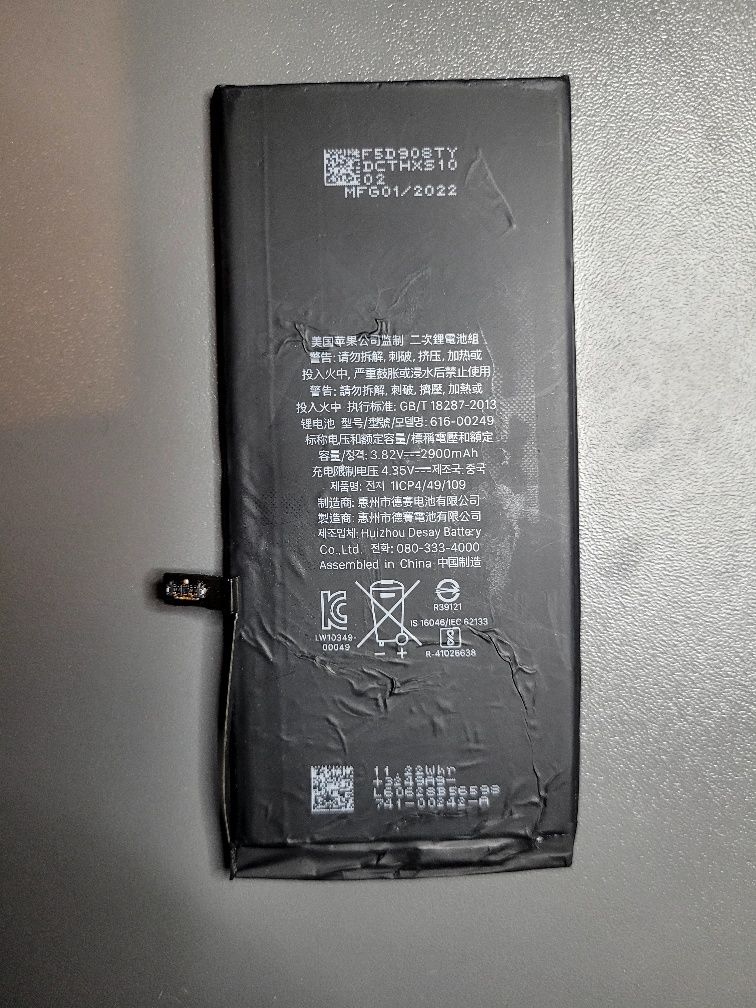 F5D908TY
DCTHXS10
02
MFG01/2022
美国苹果公司监制 二次鋰電池組
警告: 请勿拆解, 刺破, 挤压, 加热或
投入火中, 严重鼓胀或浸水后禁止使用
警告: 請勿拆解, 刺破, 擠壓, 加熱或
投入火中 执行标准: GB/T 18287-2013
锂电池 型号/型號/모델명: 616-00249
标称电压和额定容量/標稱電壓和額定
容量/정격: 3.82V⎓2900mAh
充电限制电压 4.35V⎓제조국: 중국
제품명: 전지 1ICP4/49/109
制造商: 惠州市德赛电池有限公司
製造商: 惠州市德賽電池有限公司
제조업체: Huizhou Desay Battery
Co.,Ltd. 전화: 080-333-4000
Assembled in China 中国制造
R39121
IS 16046/IEC 62133
LW10349-
00049
R-41026638
11.22Whr
741-00242-A